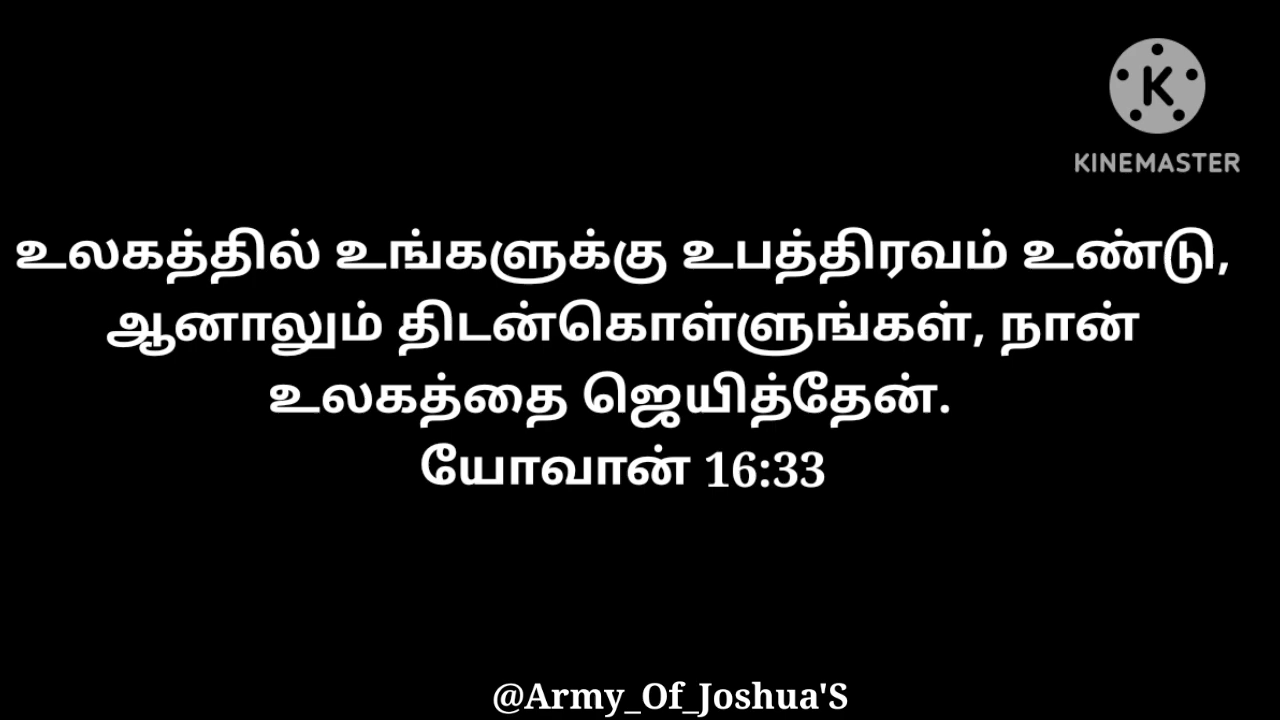 K
KINEMASTER
உலகத்தில் உங்களுக்கு உபத்திரவம் உண்டு,
ஆனாலும் திடன்கொள்ளுங்கள், நான்
உலகத்தை ஜெயித்தேன்.
யோவான் 16:33
@Army_Of_Joshua'S